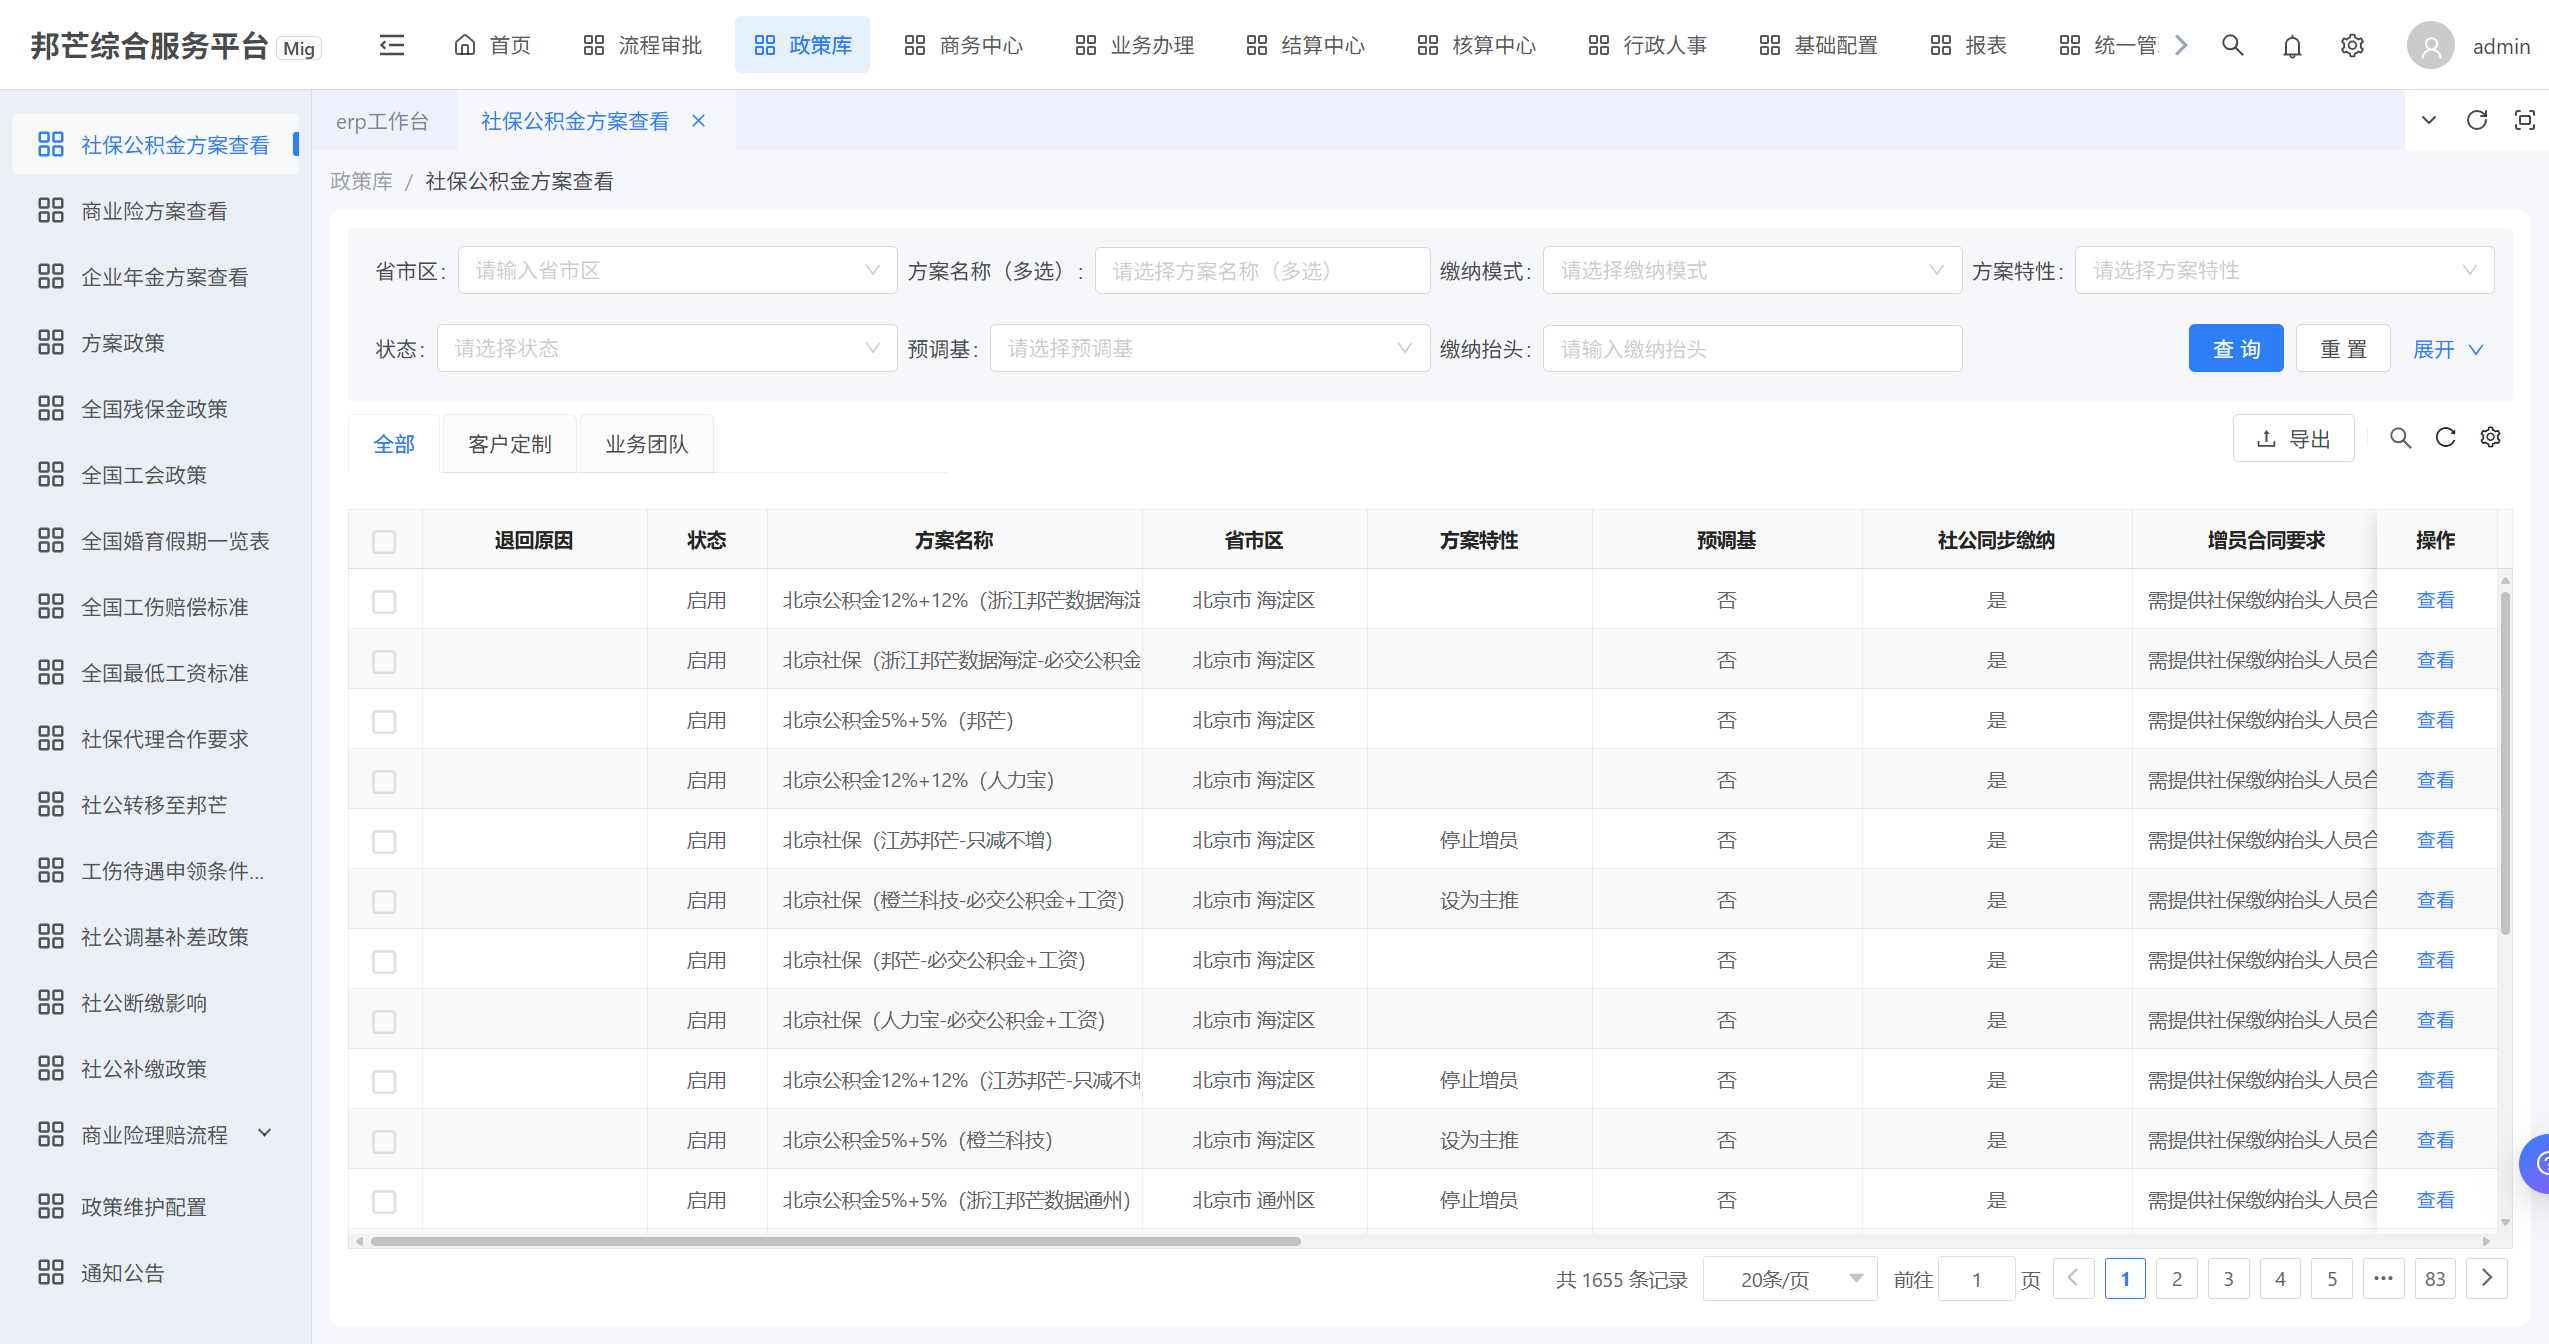 邦芒综合服务平台 Mig 首页 流程审批 政策库 商务中心 业务办理 结算中心 核算中心 行政人事 基础配置 报表 统一管 admin
erp工作台 社保公积金方案查看
政策库 / 社保公积金方案查看
社保公积金方案查看
商业险方案查看
企业年金方案查看
方案政策
全国残保金政策
全国工会政策
全国婚育假期一览表
全国工伤赔偿标准
全国最低工资标准
社保代理合作要求
社公转移至邦芒
工伤待遇申领条件...
社公调基补差政策
社公断缴影响
社公补缴政策
商业险理赔流程
政策维护配置
通知公告
省市区: 请输入省市区 方案名称（多选）: 请选择方案名称（多选） 缴纳模式: 请选择缴纳模式 方案特性: 请选择方案特性
状态: 请选择状态 预调基: 请选择预调基 缴纳抬头: 请输入缴纳抬头 查 询 重 置 展开
全部 客户定制 业务团队 导出
退回原因 状态 方案名称 省市区 方案特性 预调基 社公同步缴纳 增员合同要求 操作
启用 北京公积金12%+12%（浙江邦芒数据海淀 北京市 海淀区 否 是 需提供社保缴纳抬头人员合 查看
启用 北京社保（浙江邦芒数据海淀-必交公积金 北京市 海淀区 否 是 需提供社保缴纳抬头人员合 查看
启用 北京公积金5%+5%（邦芒） 北京市 海淀区 否 是 需提供社保缴纳抬头人员合 查看
启用 北京公积金12%+12%（人力宝） 北京市 海淀区 否 是 需提供社保缴纳抬头人员合 查看
启用 北京社保（江苏邦芒-只减不增） 北京市 海淀区 停止增员 否 是 需提供社保缴纳抬头人员合 查看
启用 北京社保（橙兰科技-必交公积金+工资） 北京市 海淀区 设为主推 否 是 需提供社保缴纳抬头人员合 查看
启用 北京社保（邦芒-必交公积金+工资） 北京市 海淀区 否 是 需提供社保缴纳抬头人员合 查看
启用 北京社保（人力宝-必交公积金+工资） 北京市 海淀区 否 是 需提供社保缴纳抬头人员合 查看
启用 北京公积金12%+12%（江苏邦芒-只减不增 北京市 海淀区 停止增员 否 是 需提供社保缴纳抬头人员合 查看
启用 北京公积金5%+5%（橙兰科技） 北京市 海淀区 设为主推 否 是 需提供社保缴纳抬头人员合 查看
启用 北京公积金5%+5%（浙江邦芒数据通州） 北京市 通州区 停止增员 否 是 需提供社保缴纳抬头人员合 查看
共 1655 条记录 20条/页 前往 1 页 1 2 3 4 5 ••• 83